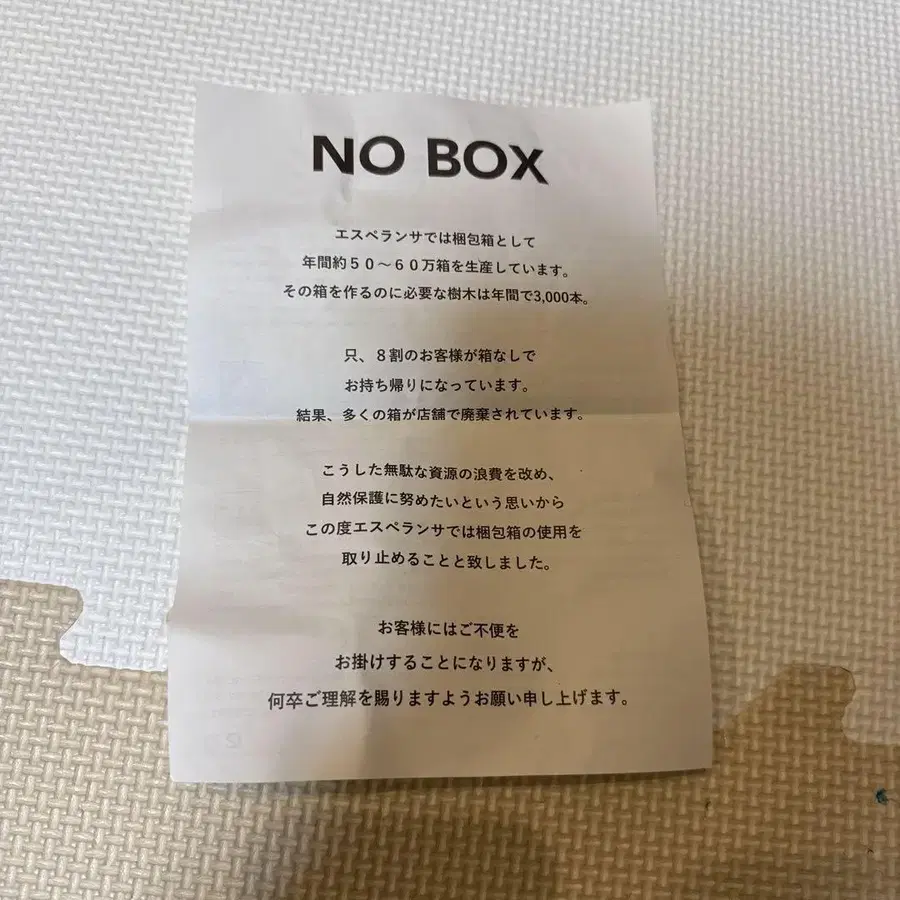 NO BOX
エスペランサでは梱包箱として
年間約５０～６０万箱を生産しています。
その箱を作るのに必要な樹木は年間で3,000本。
只、８割のお客様が箱なしで
お持ち帰りになっています。
結果、多くの箱が店舗で廃棄されています。
こうした無駄な資源の浪費を改め、
自然保護に努めたいという思いから
この度エスペランサでは梱包箱の使用を
取り止めることと致しました。
お客様にはご不便を
お掛けすることになりますが、
何卒ご理解を賜りますようお願い申し上げます。